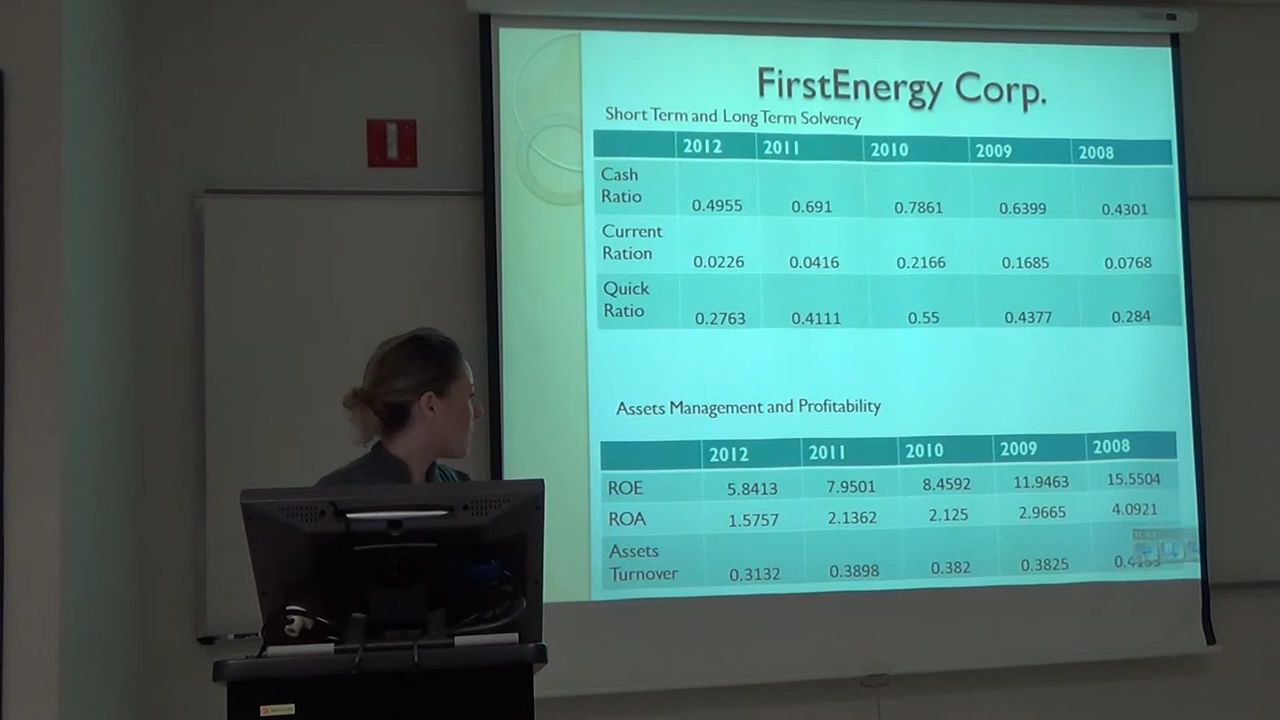 FirstEnergy Corp.
Short Term and Long Term Solvency
2012 2011 2010 2009 2008
Cash
Ratio 0.4955 0.691 0.7861 0.6399 0.4301
Current
Ration 0.0226 0.0416 0.2166 0.1685 0.0768
Quick
Ratio 0.2763 0.4111 0.55 0.4377 0.284
Assets Management and Profitability
2012 2011 2010 2009 2008
ROE 5.8413 7.9501 8.4592 11.9463 15.5504
ROA 1.5757 2.1362 2.125 2.9665 4.0921
Assets
Turnover 0.3132 0.3898 0.382 0.3825